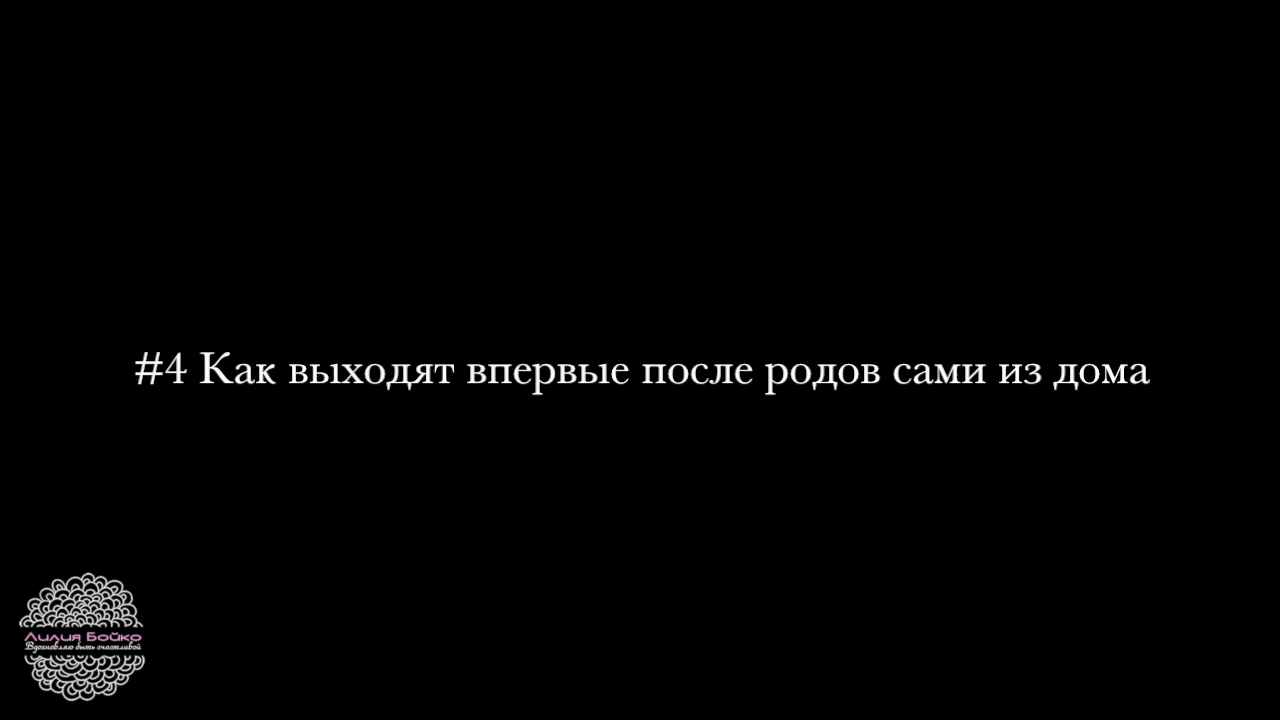 #4 Как выходят впервые после родов сами из дома
Лилия Бойко
Вдохновляю быть счастливой